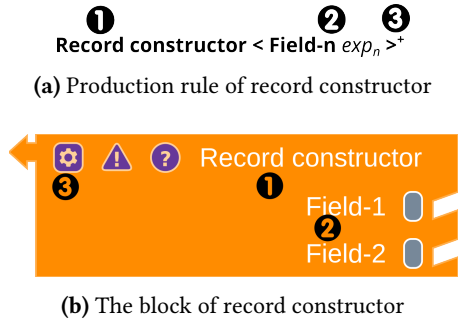 1 2 3
Record constructor < Field-n expn >+
(a) Production rule of record constructor
! ? Record constructor
3 1
Field-1
2
Field-2
(b) The block of record constructor